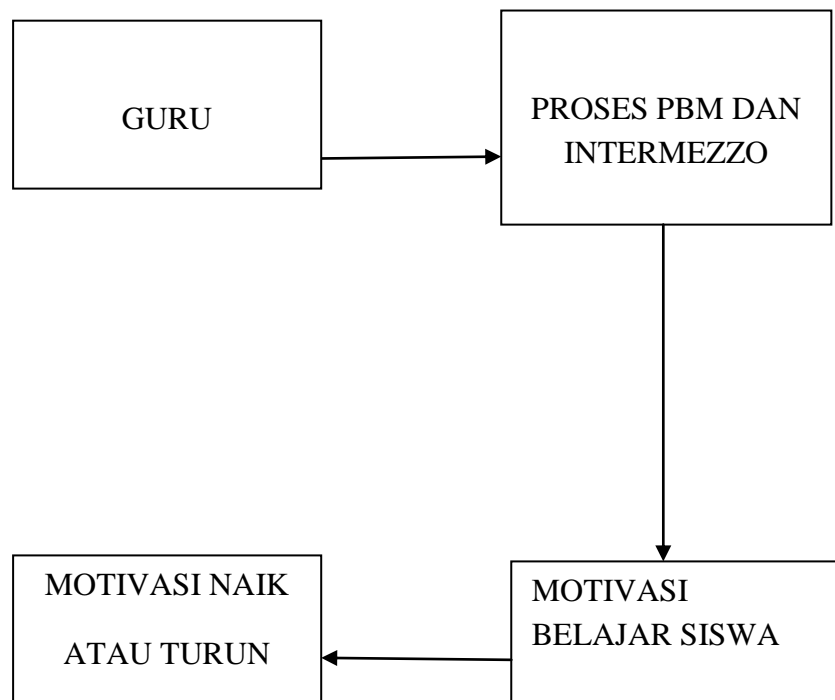 GURU
PROSES PBM DAN
INTERMEZZO
MOTIVASI NAIK
ATAU TURUN
MOTIVASI
BELAJAR SISWA